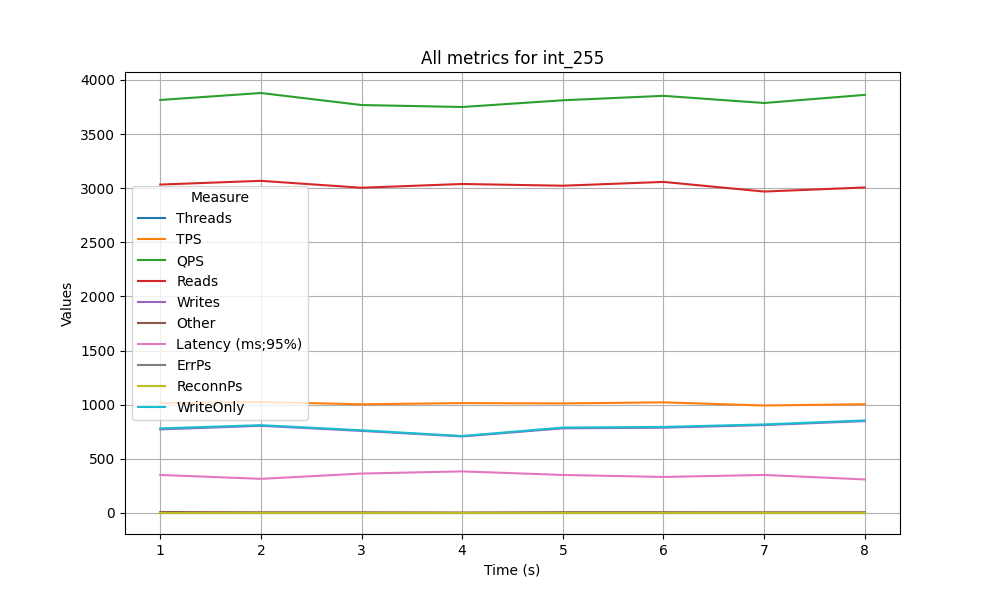 All metrics for int_255
4000
3500
3000
2500
2000
1500
1000
500
0
Values
Measure
Threads
TPS
QPS
Reads
Writes
Other
Latency (ms;95%)
ErrPs
ReconnPs
WriteOnly
1 2 3 4 5 6 7 8
Time (s)